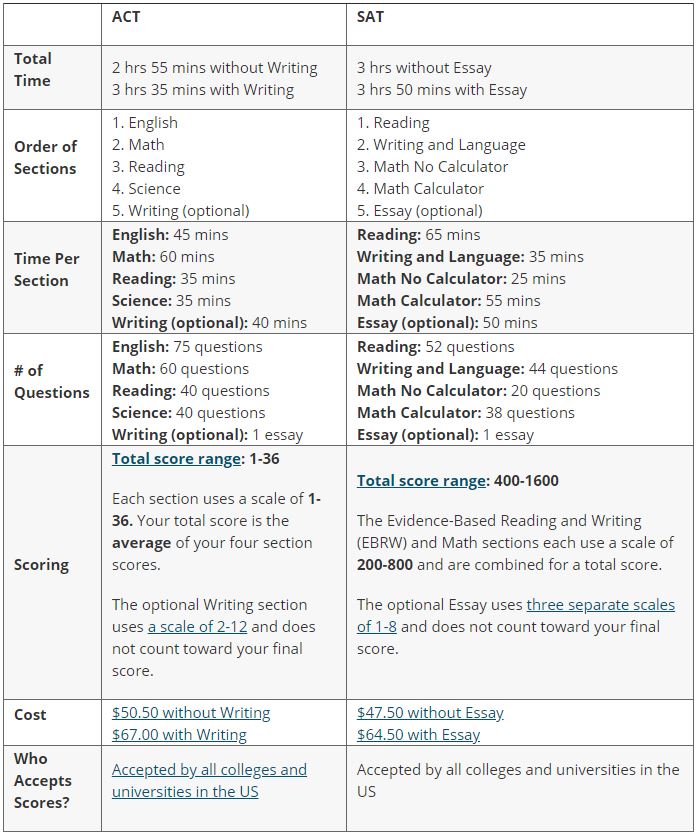 ACT
SAT
Total
Time
2 hrs 55 mins without Writing
3 hrs 35 mins with Writing
3 hrs without Essay
3 hrs 50 mins with Essay
Order of
Sections
1. English
2. Math
3. Reading
4. Science
5. Writing (optional)
1. Reading
2. Writing and Language
3. Math No Calculator
4. Math Calculator
5. Essay (optional)
Time Per
Section
English: 45 mins
Math: 60 mins
Reading: 35 mins
Science: 35 mins
Writing (optional): 40 mins
Reading: 65 mins
Writing and Language: 35 mins
Math No Calculator: 25 mins
Math Calculator: 55 mins
Essay (optional): 50 mins
# of
Questions
English: 75 questions
Math: 60 questions
Reading: 40 questions
Science: 40 questions
Writing (optional): 1 essay
Reading: 52 questions
Writing and Language: 44 questions
Math No Calculator: 20 questions
Math Calculator: 38 questions
Essay (optional): 1 essay
Scoring
Total score range: 1-36
Each section uses a scale of 1-
36. Your total score is the
average of your four section
scores.
The optional Writing section
uses a scale of 2-12 and does
not count toward your final
score.
Total score range: 400-1600
The Evidence-Based Reading and Writing
(EBRW) and Math sections each use a scale of
200-800 and are combined for a total score.
The optional Essay uses three separate scales
of 1-8 and does not count toward your final
score.
Cost
$50.50 without Writing
$67.00 with Writing
$47.50 without Essay
$64.50 with Essay
Who
Accepts
Scores?
Accepted by all colleges and
universities in the US
Accepted by all colleges and universities in the
US